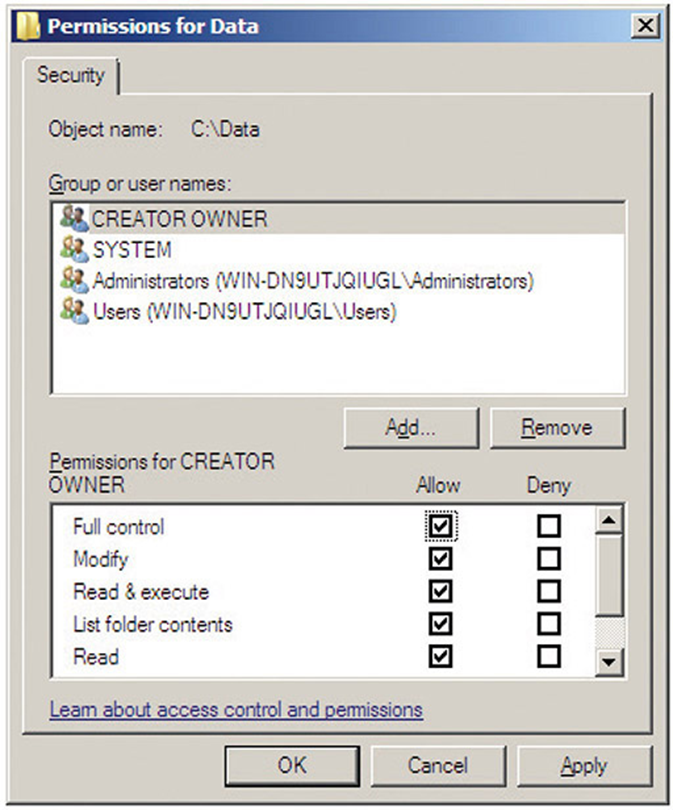 Permissions for Data
Security
Object name: C:\Data
Group or user names:
CREATOR OWNER
SYSTEM
Administrators (WIN-DN9UTJQIUGL\Administrators)
Users (WIN-DN9UTJQIUGL\Users)
Add... Remove
Permissions for CREATOR
OWNER Allow Deny
Full control
Modify
Read & execute
List folder contents
Read
Learn about access control and permissions
OK Cancel Apply